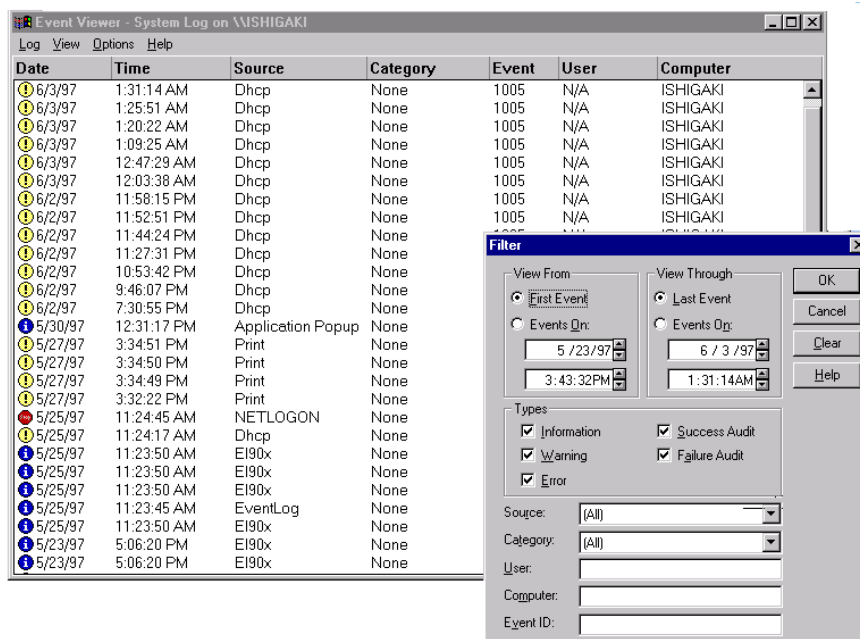 Event Viewer - System Log on \\ISHIGAKI
Log View Options Help
Date Time Source Category Event User Computer
6/3/97 1:31:14 AM Dhcp None 1005 N/A ISHIGAKI
6/3/97 1:25:51 AM Dhcp None 1005 N/A ISHIGAKI
6/3/97 1:20:22 AM Dhcp None 1005 N/A ISHIGAKI
6/3/97 1:09:25 AM Dhcp None 1005 N/A ISHIGAKI
6/3/97 12:47:29 AM Dhcp None 1005 N/A ISHIGAKI
6/3/97 12:03:38 AM Dhcp None 1005 N/A ISHIGAKI
6/2/97 11:58:15 PM Dhcp None 1005 N/A ISHIGAKI
6/2/97 11:52:51 PM Dhcp None 1005 N/A ISHIGAKI
6/2/97 11:44:24 PM Dhcp None
6/2/97 11:27:31 PM Dhcp None
6/2/97 10:53:42 PM Dhcp None
6/2/97 9:46:07 PM Dhcp None
6/2/97 7:30:55 PM Dhcp None
5/30/97 12:31:17 PM Application Popup None
5/27/97 3:34:51 PM Print None
5/27/97 3:34:50 PM Print None
5/27/97 3:34:49 PM Print None
5/27/97 3:32:22 PM Print None
5/25/97 11:24:45 AM NETLOGON None
5/25/97 11:24:17 AM Dhcp None
5/25/97 11:23:50 AM El90x None
5/25/97 11:23:50 AM El90x None
5/25/97 11:23:50 AM El90x None
5/25/97 11:23:45 AM EventLog None
5/25/97 11:23:50 AM El90x None
5/23/97 5:06:20 PM El90x None
5/23/97 5:06:20 PM El90x None
Filter
View From
First Event
Events On:
5 /23/97
3:43:32PM
View Through
Last Event
Events On:
6 / 3 /97
1:31:14AM
OK
Cancel
Clear
Help
Types
Information Success Audit
Warning Failure Audit
Error
Source: (All)
Category: (All)
User:
Computer:
Event ID: